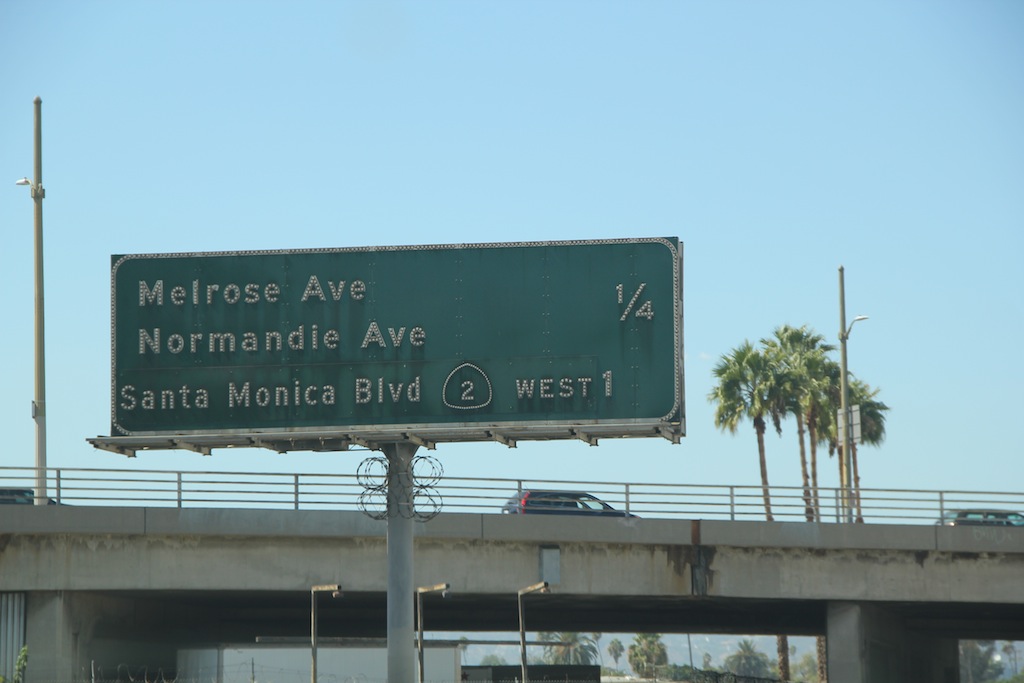 Melrose Ave 1/4
Normandie Ave
Santa Monica Blvd 2 WEST 1